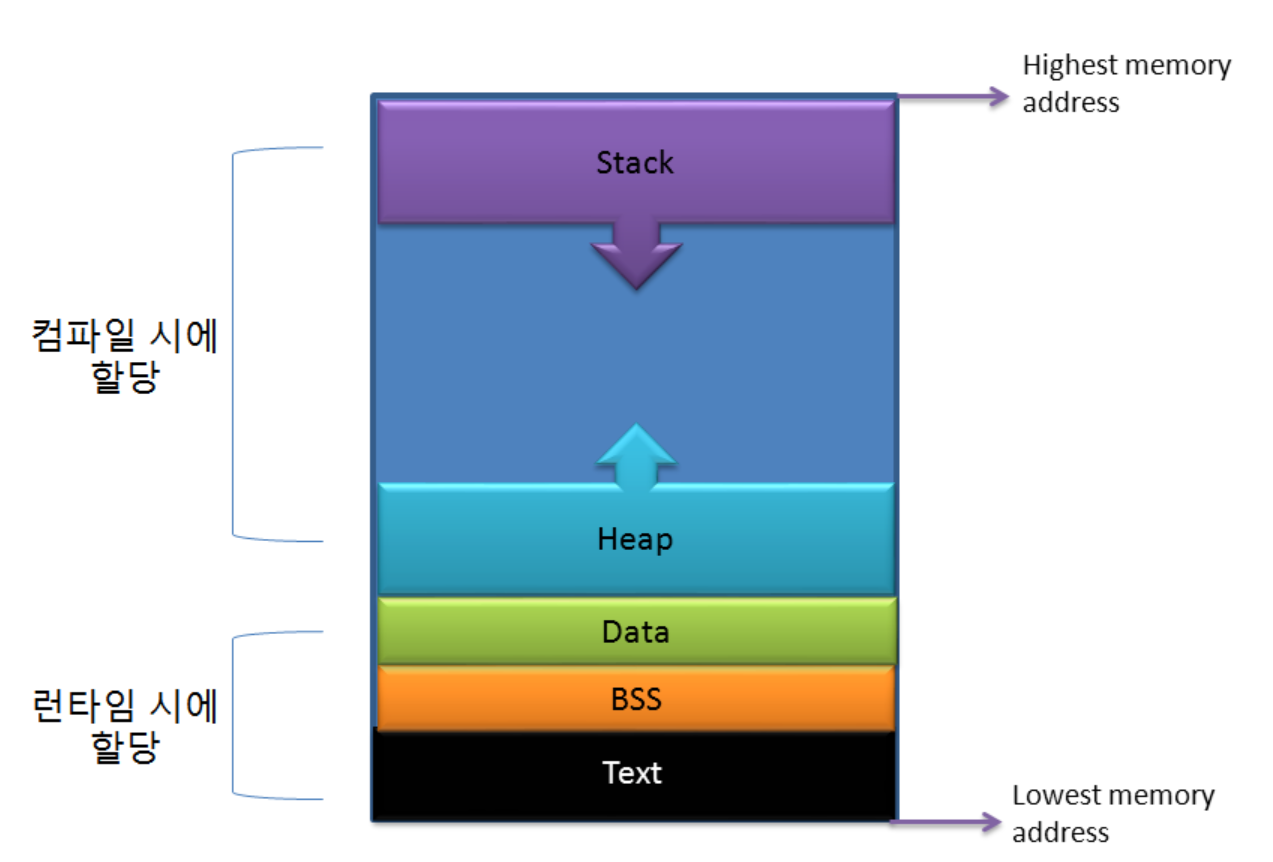 Highest memory
address
Stack
컴파일 시에
할당
Heap
Data
런타임 시에
할당
BSS
Text
Lowest memory
address